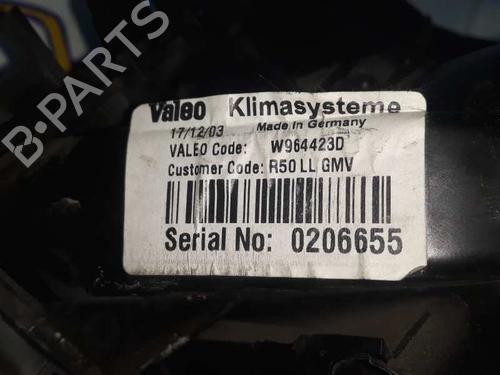 Valeo Klimasysteme
17/12/03 Made in Germany
VALEO Code: W964423D
Customer Code: R50 LL GMV
Serial No: 0206655
B-PARTS